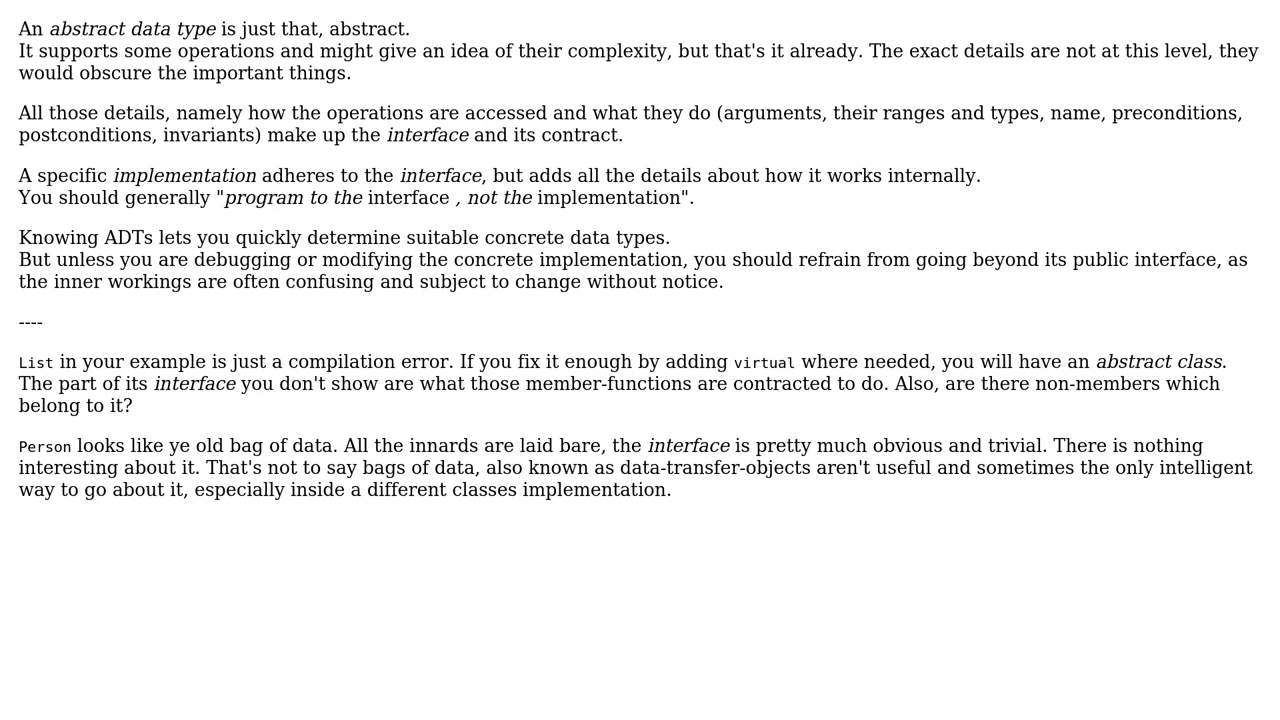 An abstract data type is just that, abstract.
It supports some operations and might give an idea of their complexity, but that's it already. The exact details are not at this level, they
would obscure the important things.
All those details, namely how the operations are accessed and what they do (arguments, their ranges and types, name, preconditions,
postconditions, invariants) make up the interface and its contract.
A specific implementation adheres to the interface, but adds all the details about how it works internally.
You should generally "program to the interface , not the implementation".
Knowing ADTs lets you quickly determine suitable concrete data types.
But unless you are debugging or modifying the concrete implementation, you should refrain from going beyond its public interface, as
the inner workings are often confusing and subject to change without notice.
----
List in your example is just a compilation error. If you fix it enough by adding virtual where needed, you will have an abstract class.
The part of its interface you don't show are what those member-functions are contracted to do. Also, are there non-members which
belong to it?
Person looks like ye old bag of data. All the innards are laid bare, the interface is pretty much obvious and trivial. There is nothing
interesting about it. That's not to say bags of data, also known as data-transfer-objects aren't useful and sometimes the only intelligent
way to go about it, especially inside a different classes implementation.